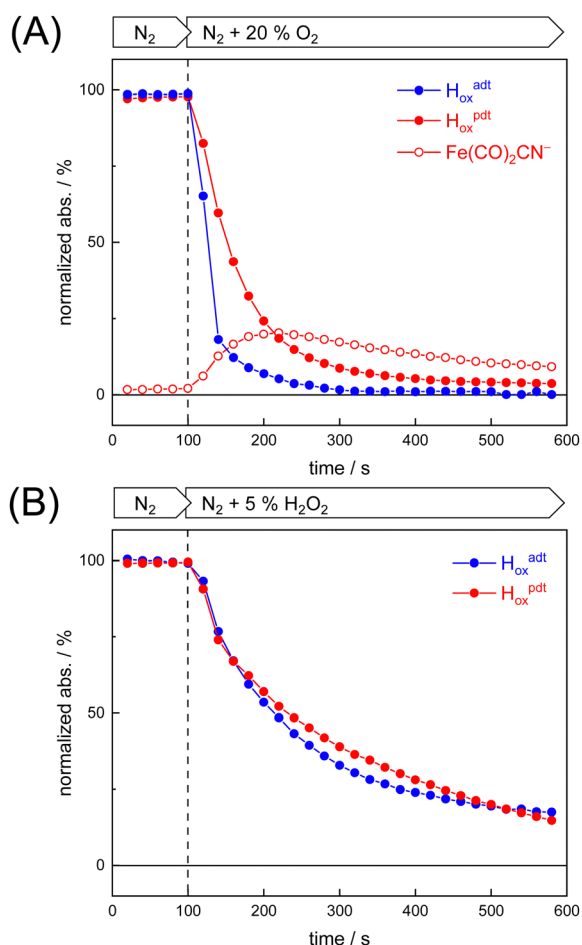 (A)
N₂
N₂ + 20 % O₂
100
50
0
normalized abs. / %
Hₒₓᵃᵈᵗ
Hₒₓᵖᵈᵗ
Fe(CO)₂CN⁻
0 100 200 300 400 500 600
time / s
(B)
N₂
N₂ + 5 % H₂O₂
100
50
0
normalized abs. / %
Hₒₓᵃᵈᵗ
Hₒₓᵖᵈᵗ
0 100 200 300 400 500 600
time / s